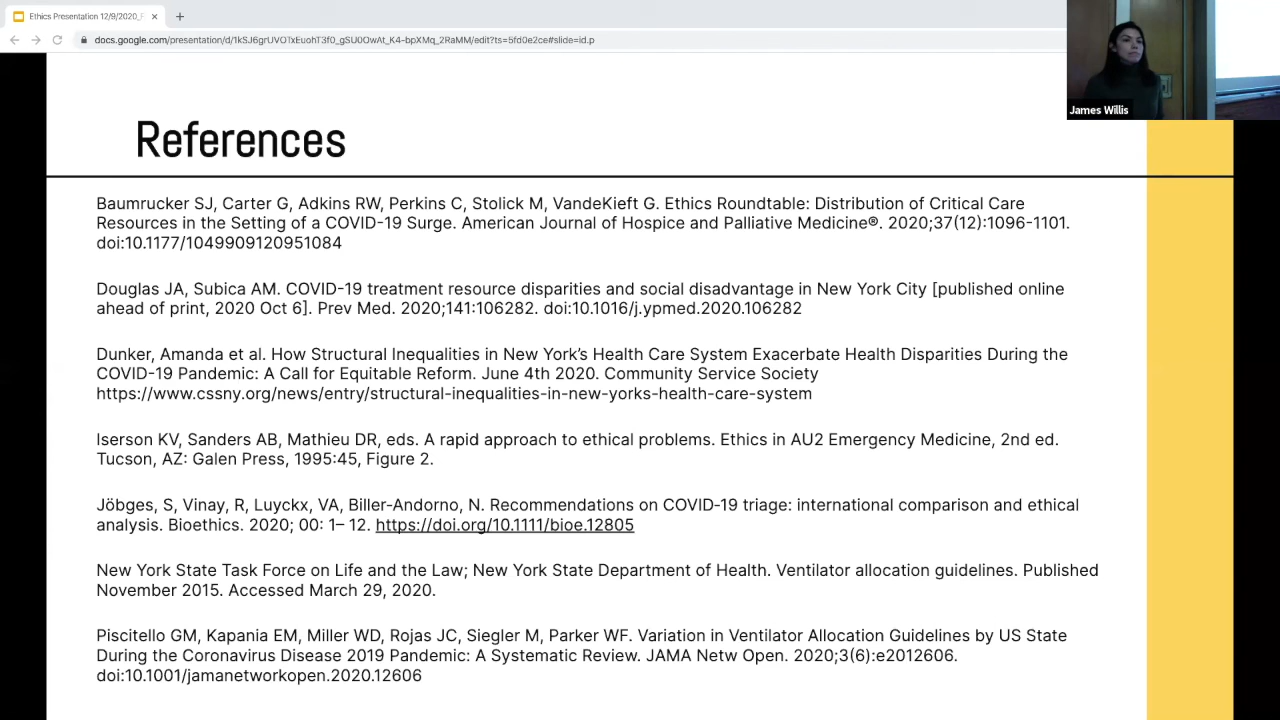 Ethics Presentation 12/9/2020_F
docs.google.com/presentation/d/1kSJ6grUVOTxEuohT3f0_gSU0OwAt_K4-bpXMq_2RaMM/edit?ts=5fd0e2ce#slide=id.p
James Willis
References
Baumrucker SJ, Carter G, Adkins RW, Perkins C, Stolick M, VandeKieft G. Ethics Roundtable: Distribution of Critical Care
Resources in the Setting of a COVID-19 Surge. American Journal of Hospice and Palliative Medicine®. 2020;37(12):1096-1101.
doi:10.1177/1049909120951084
Douglas JA, Subica AM. COVID-19 treatment resource disparities and social disadvantage in New York City [published online
ahead of print, 2020 Oct 6]. Prev Med. 2020;141:106282. doi:10.1016/j.ypmed.2020.106282
Dunker, Amanda et al. How Structural Inequalities in New York's Health Care System Exacerbate Health Disparities During the
COVID-19 Pandemic: A Call for Equitable Reform. June 4th 2020. Community Service Society
https://www.cssny.org/news/entry/structural-inequalities-in-new-yorks-health-care-system
Iserson KV, Sanders AB, Mathieu DR, eds. A rapid approach to ethical problems. Ethics in AU2 Emergency Medicine, 2nd ed.
Tucson, AZ: Galen Press, 1995:45, Figure 2.
Jöbges, S, Vinay, R, Luyckx, VA, Biller-Andorno, N. Recommendations on COVID-19 triage: international comparison and ethical
analysis. Bioethics. 2020; 00: 1– 12. https://doi.org/10.1111/bioe.12805
New York State Task Force on Life and the Law; New York State Department of Health. Ventilator allocation guidelines. Published
November 2015. Accessed March 29, 2020.
Piscitello GM, Kapania EM, Miller WD, Rojas JC, Siegler M, Parker WF. Variation in Ventilator Allocation Guidelines by US State
During the Coronavirus Disease 2019 Pandemic: A Systematic Review. JAMA Netw Open. 2020;3(6):e2012606.
doi:10.1001/jamanetworkopen.2020.12606